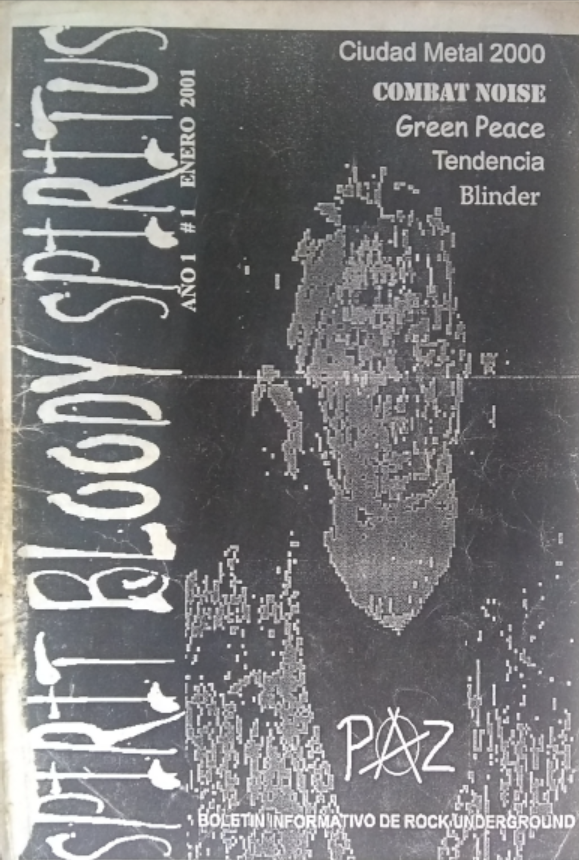 SPIRIT BLOODY SPIRITUS
AÑO 1 #1 ENERO 2001
Ciudad Metal 2000
COMBAT NOISE
Green Peace
Tendencia
Blinder
PAZ
BOLETIN INFORMATIVO DE ROCK UNDERGROUND